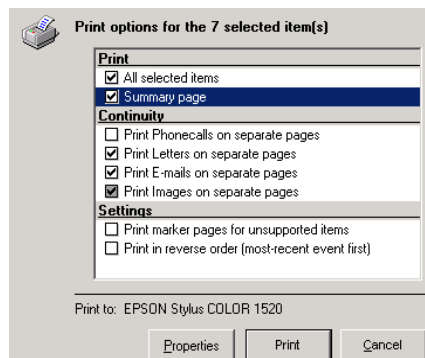 Print options for the 7 selected item(s)
Print
All selected items
Summary page
Continuity
Print Phonecalls on separate pages
Print Letters on separate pages
Print E-mails on separate pages
Print Images on separate pages
Settings
Print marker pages for unsupported items
Print in reverse order (most-recent event first)
Print to: EPSON Stylus COLOR 1520
Properties Print Cancel